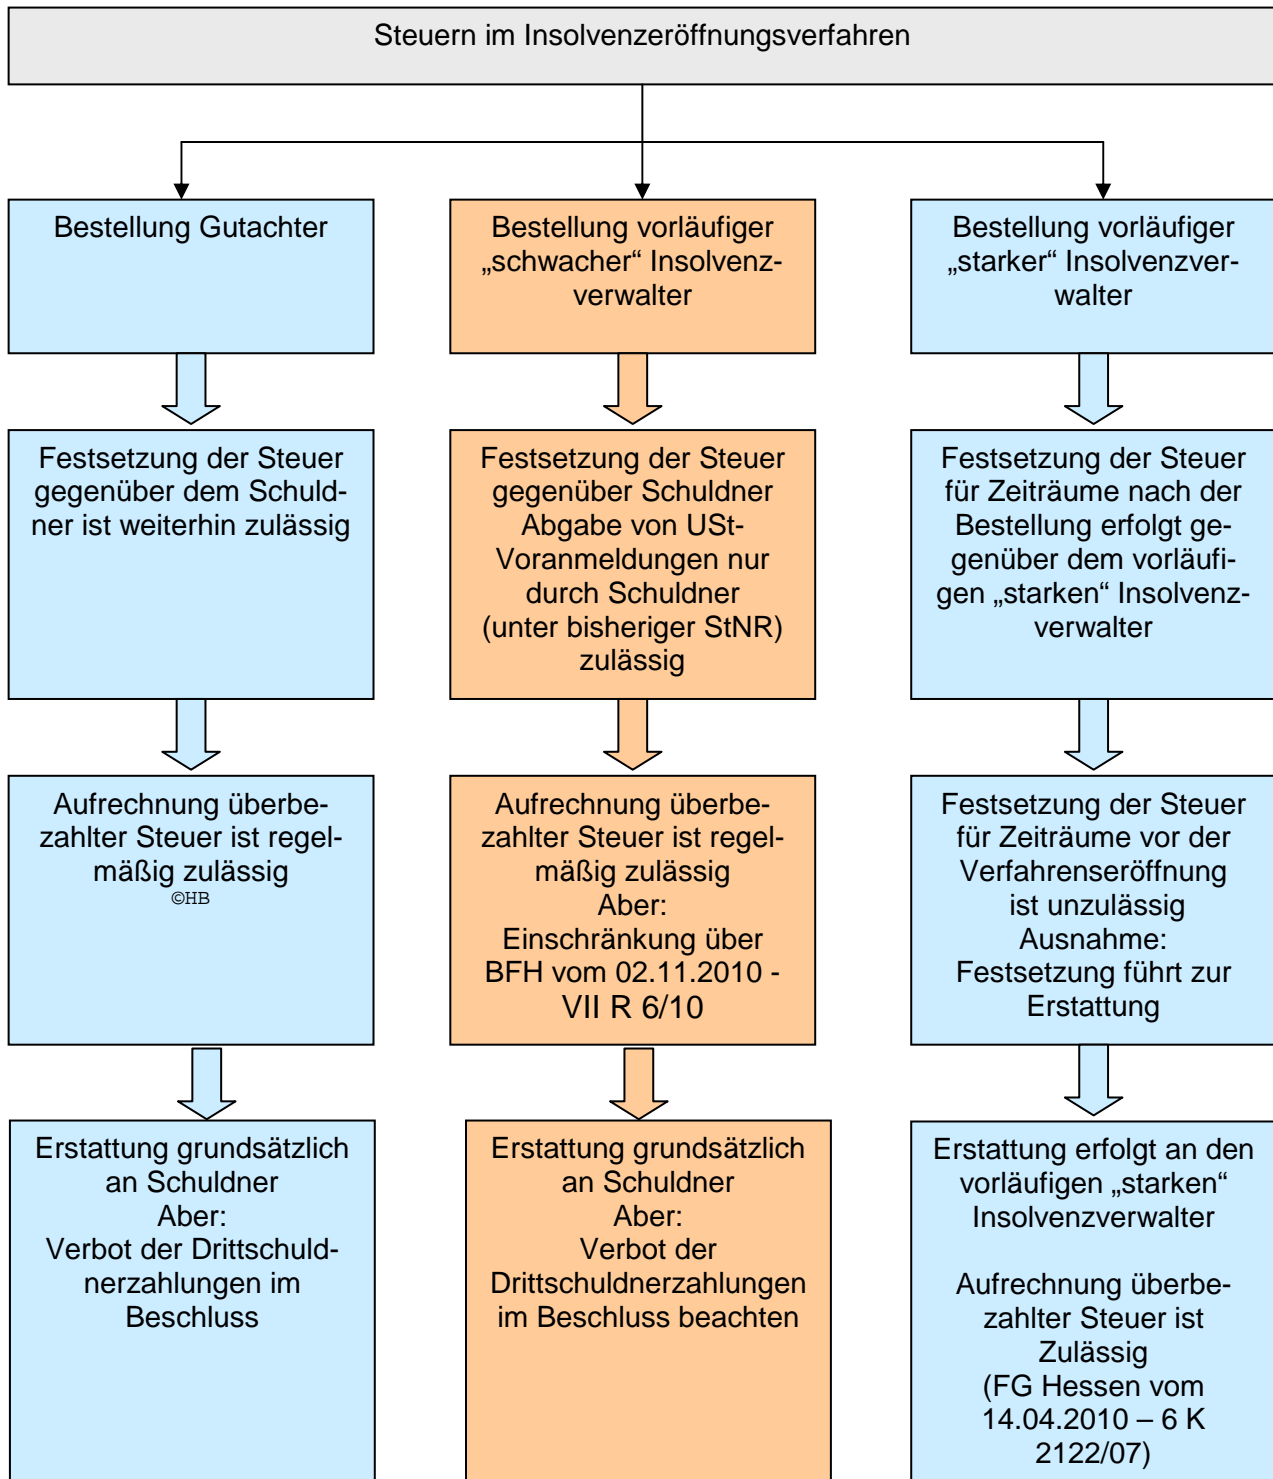 Steuern im Insolvenzeröffnungsverfahren
Bestellung Gutachter
Bestellung vorläufiger
„schwacher“ Insolvenz-
verwalter
Bestellung vorläufiger
„starker“ Insolvenzver-
walter
Festsetzung der Steuer
gegenüber dem Schuld-
ner ist weiterhin zulässig
Festsetzung der Steuer
gegenüber Schuldner
Abgabe von USt-
Voranmeldungen nur
durch Schuldner
(unter bisheriger StNR)
zulässig
Festsetzung der Steuer
für Zeiträume nach der
Bestellung erfolgt ge-
genüber dem vorläufi-
gen „starken“ Insolvenz-
verwalter
Aufrechnung überbe-
zahlter Steuer ist regel-
mäßig zulässig
©HB
Aufrechnung überbe-
zahlter Steuer ist regel-
mäßig zulässig
Aber:
Einschränkung über
BFH vom 02.11.2010 -
VII R 6/10
Festsetzung der Steuer
für Zeiträume vor der
Verfahrenseröffnung
ist unzulässig
Ausnahme:
Festsetzung führt zur
Erstattung
Erstattung grundsätzlich
an Schuldner
Aber:
Verbot der Drittschuld-
nerzahlungen im
Beschluss
Erstattung grundsätzlich
an Schuldner
Aber:
Verbot der
Drittschuldnerzahlungen
im Beschluss beachten
Erstattung erfolgt an den
vorläufigen „starken“
Insolvenzverwalter
Aufrechnung überbe-
zahlter Steuer ist
Zulässig
(FG Hessen vom
14.04.2010 – 6 K
2122/07)